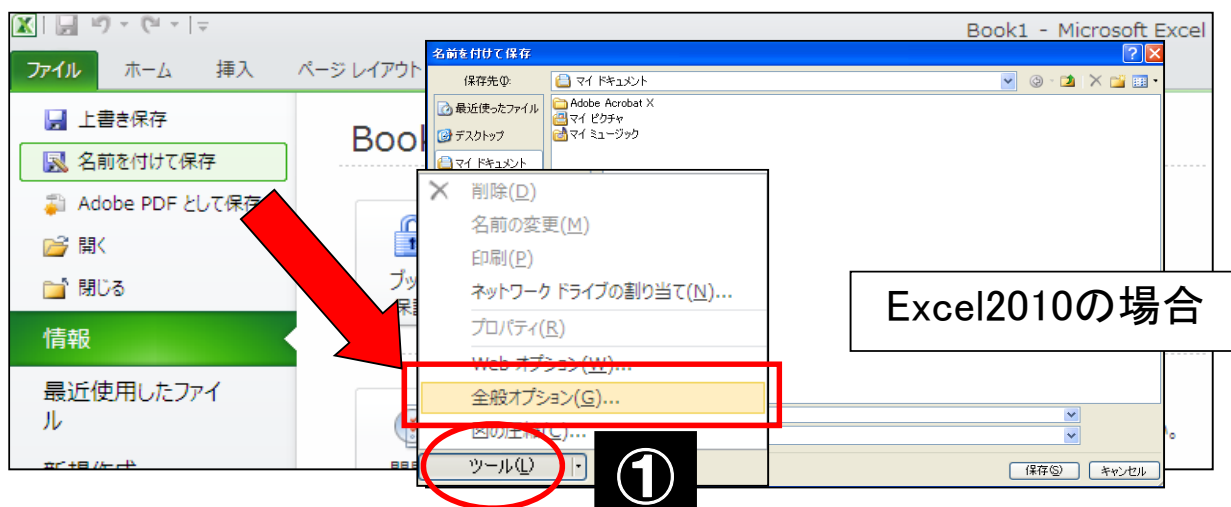 Book1 - Microsoft Excel
ファイル
ホーム
挿入
ページ レイアウト
上書き保存
名前を付けて保存
Adobe PDF として保存
開く
閉じる
情報
最近使用したファイ
ル
名前を付けて保存
保存先(I):
マイ ドキュメント
最近使ったファイル
デスクトップ
マイ ドキュメント
Adobe Acrobat X
マイ ピクチャ
マイ ミュージック
削除(D)
名前の変更(M)
印刷(P)
ネットワーク ドライブの割り当て(N)...
プロパティ(R)
Web オプション(W)...
全般オプション(G)...
図の圧縮(C)...
ツール(L)
①
保存(S)
キャンセル
Excel2010の場合